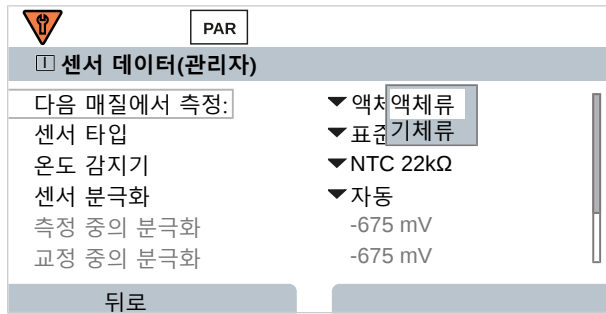 PAR
센서 데이터(관리자)
다음 매질에서 측정: 액체 액체류
기체류
센서 타입 표준
온도 감지기 NTC 22kΩ
센서 분극화 자동
측정 중의 분극화 -675 mV
교정 중의 분극화 -675 mV
뒤로